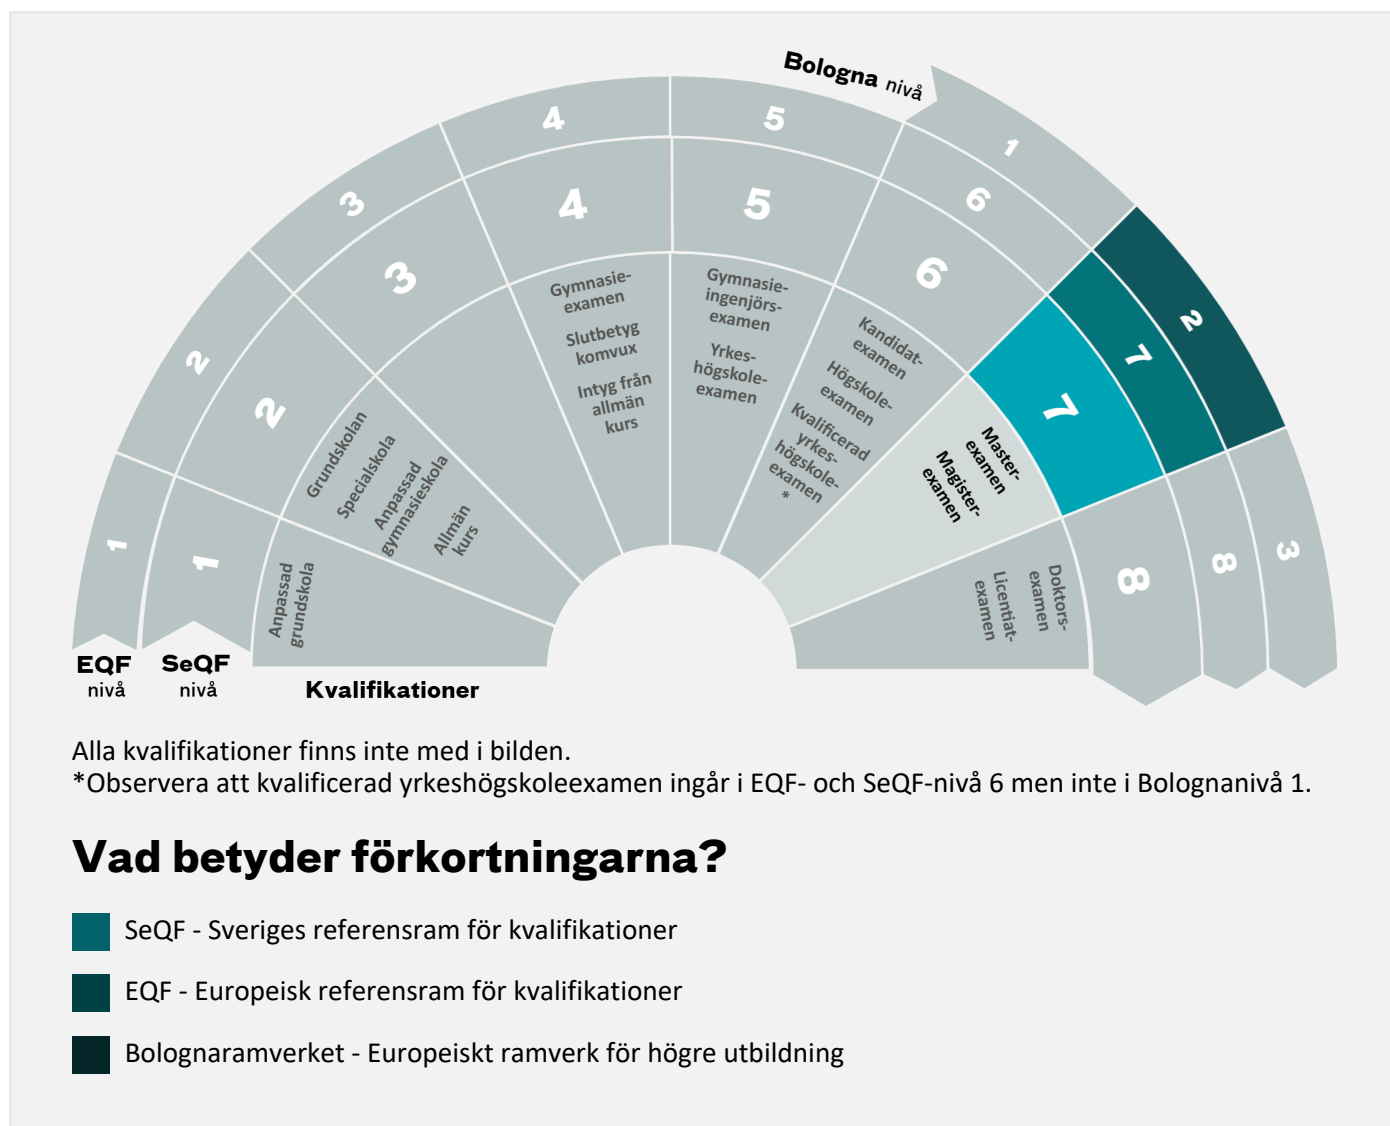 Bologna nivå
1
2
3
1
2
3
4
5
6
7
8
1
2
3
4
5
6
7
8
Anpassad
grundskola
Grundskolan
Specialskola
Anpassad
gymnasieskola
Allmän
kurs
Gymnasie-
examen
Slutbetyg
komvux
Intyg från
allmän
kurs
Gymnasie-
ingenjörs-
examen
Yrkes-
högskole-
examen
Kandidat-
examen
Högskole-
examen
Kvalificerad
yrkes-
högskole-
examen
*
Master-
examen
Magister-
examen
Doktors-
examen
Licentiat-
examen
EQF
nivå
SeQF
nivå
Kvalifikationer
Alla kvalifikationer finns inte med i bilden.
*Observera att kvalificerad yrkeshögskoleexamen ingår i EQF- och SeQF-nivå 6 men inte i Bolognanivå 1.
Vad betyder förkortningarna?
SeQF - Sveriges referensram för kvalifikationer
EQF - Europeisk referensram för kvalifikationer
Bolognaramverket - Europeiskt ramverk för högre utbildning